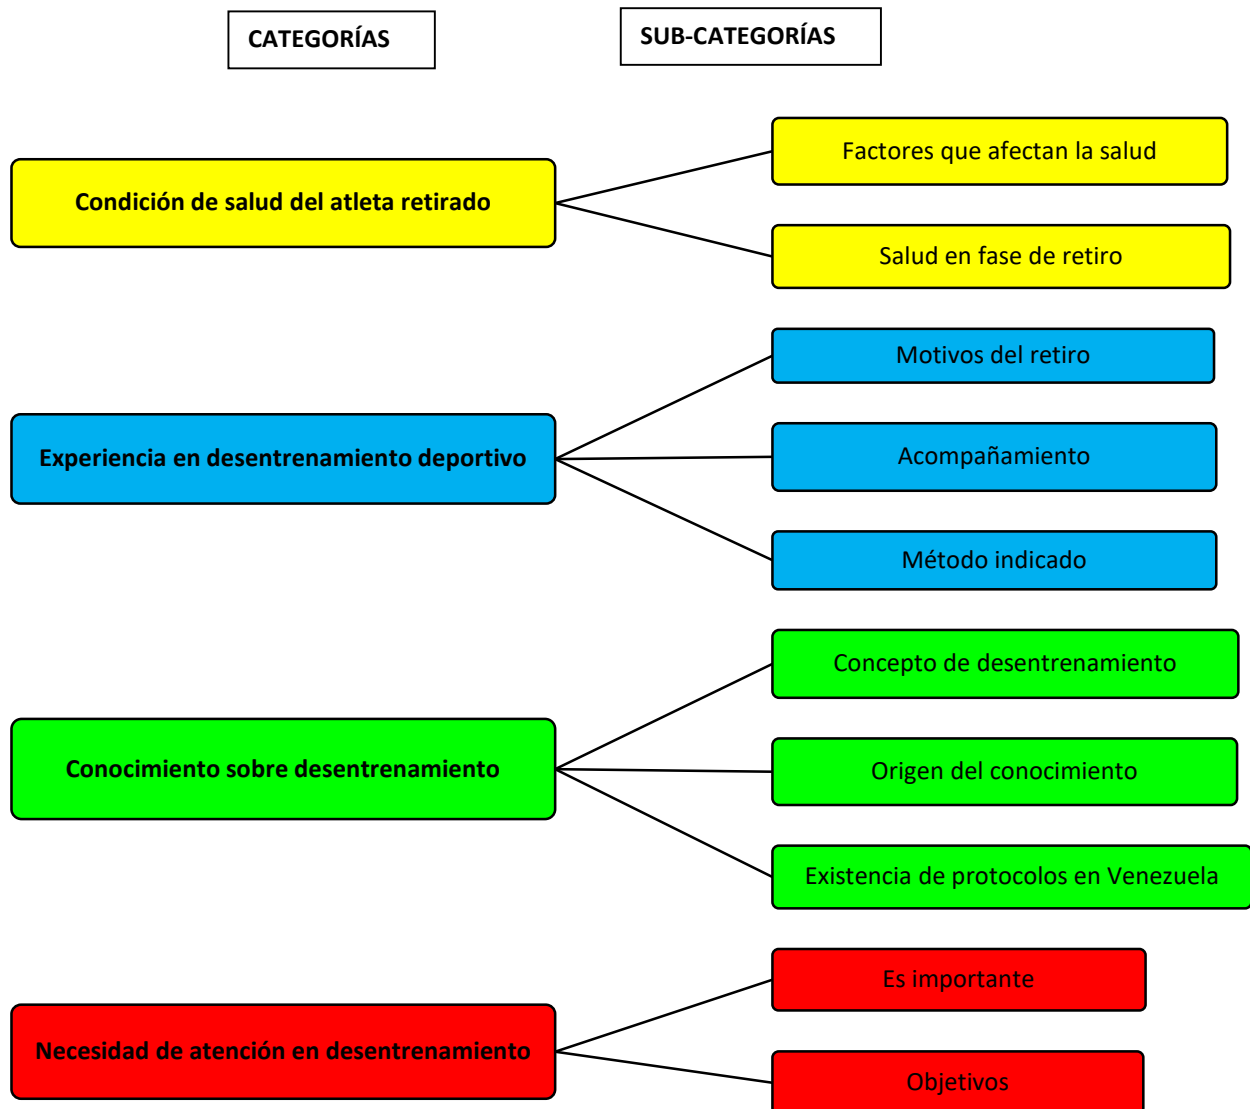 CATEGORÍAS
SUB-CATEGORÍAS
Condición de salud del atleta retirado
Factores que afectan la salud
Salud en fase de retiro
Experiencia en desentrenamiento deportivo
Motivos del retiro
Acompañamiento
Método indicado
Conocimiento sobre desentrenamiento
Concepto de desentrenamiento
Origen del conocimiento
Existencia de protocolos en Venezuela
Necesidad de atención en desentrenamiento
Es importante
Objetivos